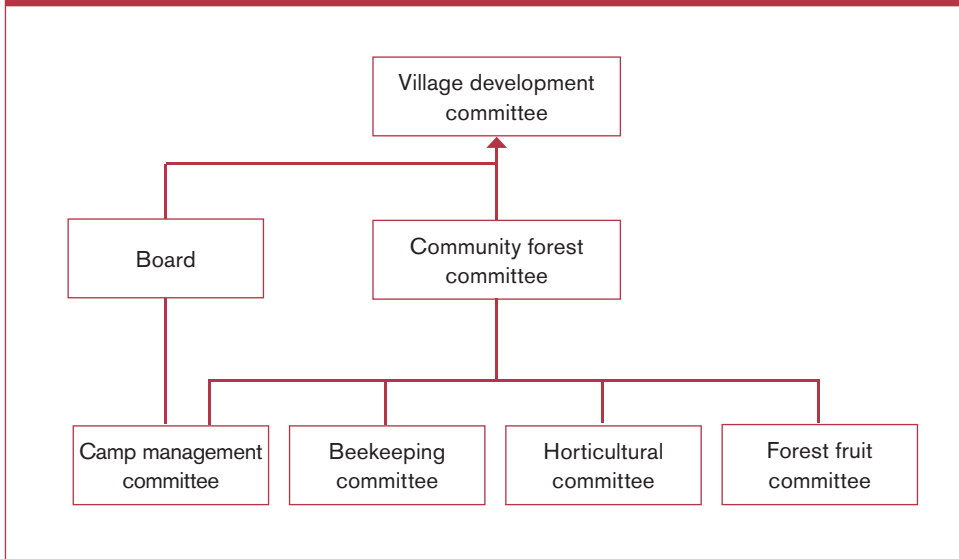 Village development
committee
Board
Community forest
committee
Camp management
committee
Beekeeping
committee
Horticultural
committee
Forest fruit
committee